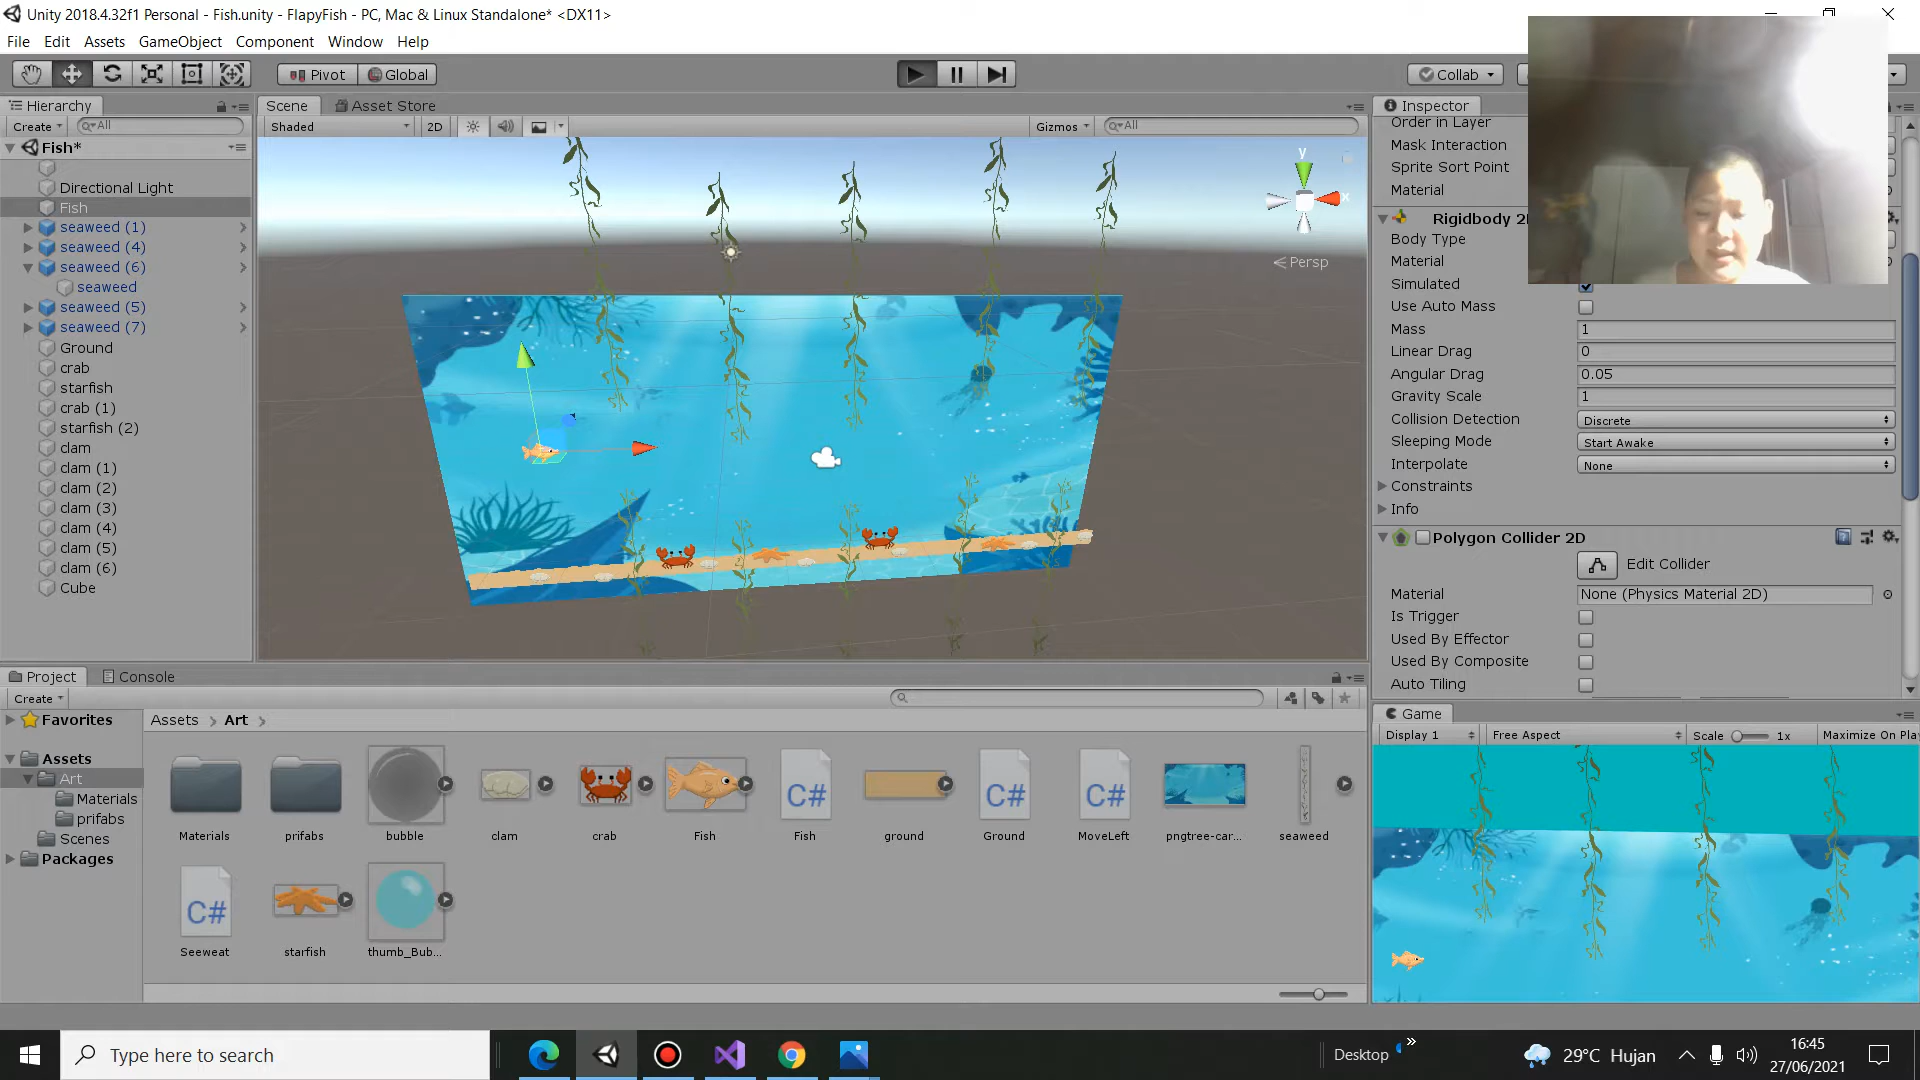 Unity 2018.4.32f1 Personal - Fish.unity - FlapyFish - PC, Mac & Linux Standalone* <DX11>
File Edit Assets GameObject Component Window Help
Pivot Global Collab
Hierarchy Scene Asset Store Inspector
Create All Shaded 2D Gizmos All
Fish*
Directional Light
Fish
seaweed (1)
seaweed (4)
seaweed (6)
seaweed
seaweed (5)
seaweed (7)
Ground
crab
starfish
crab (1)
starfish (2)
clam
clam (1)
clam (2)
clam (3)
clam (4)
clam (5)
clam (6)
Cube
y
x
Persp
Order in Layer
Mask Interaction
Sprite Sort Point
Material
Rigidbody 2
Body Type
Material
Simulated
Use Auto Mass
Mass 1
Linear Drag 0
Angular Drag 0.05
Gravity Scale 1
Collision Detection Discrete
Sleeping Mode Start Awake
Interpolate None
Constraints
Info
Polygon Collider 2D
Edit Collider
Material None (Physics Material 2D)
Is Trigger
Used By Effector
Used By Composite
Auto Tiling
Game
Display 1 Free Aspect Scale 1x Maximize On Pla
Project Console
Create
Favorites
Assets
Art
Materials
prifabs
Scenes
Packages
Assets > Art >
C# C# C#
Materials prifabs bubble clam crab Fish Fish ground Ground MoveLeft pngtree-car... seaweed
C#
Seeweat starfish thumb_Bub...
Type here to search
Desktop
29°C Hujan
16:45
27/06/2021